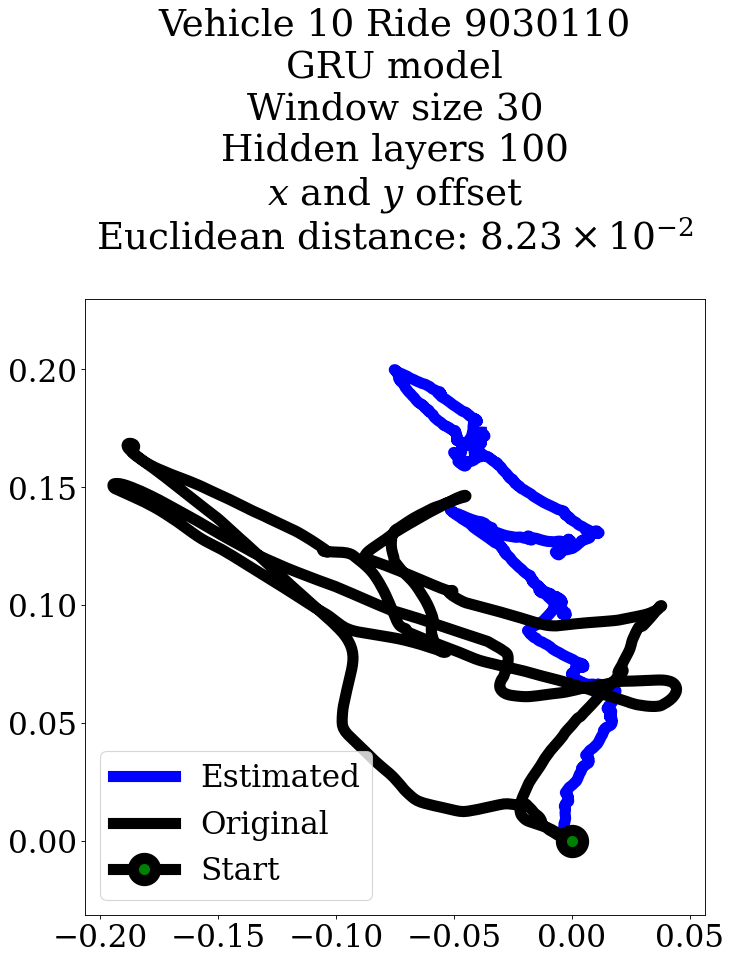 Vehicle 10 Ride 9030110
GRU model
Window size 30
Hidden layers 100
x and y offset
Euclidean distance: 8.23 × 10⁻²
0.20
0.15
0.10
0.05
0.00
Estimated
Original
Start
−0.20 −0.15 −0.10 −0.05 0.00 0.05